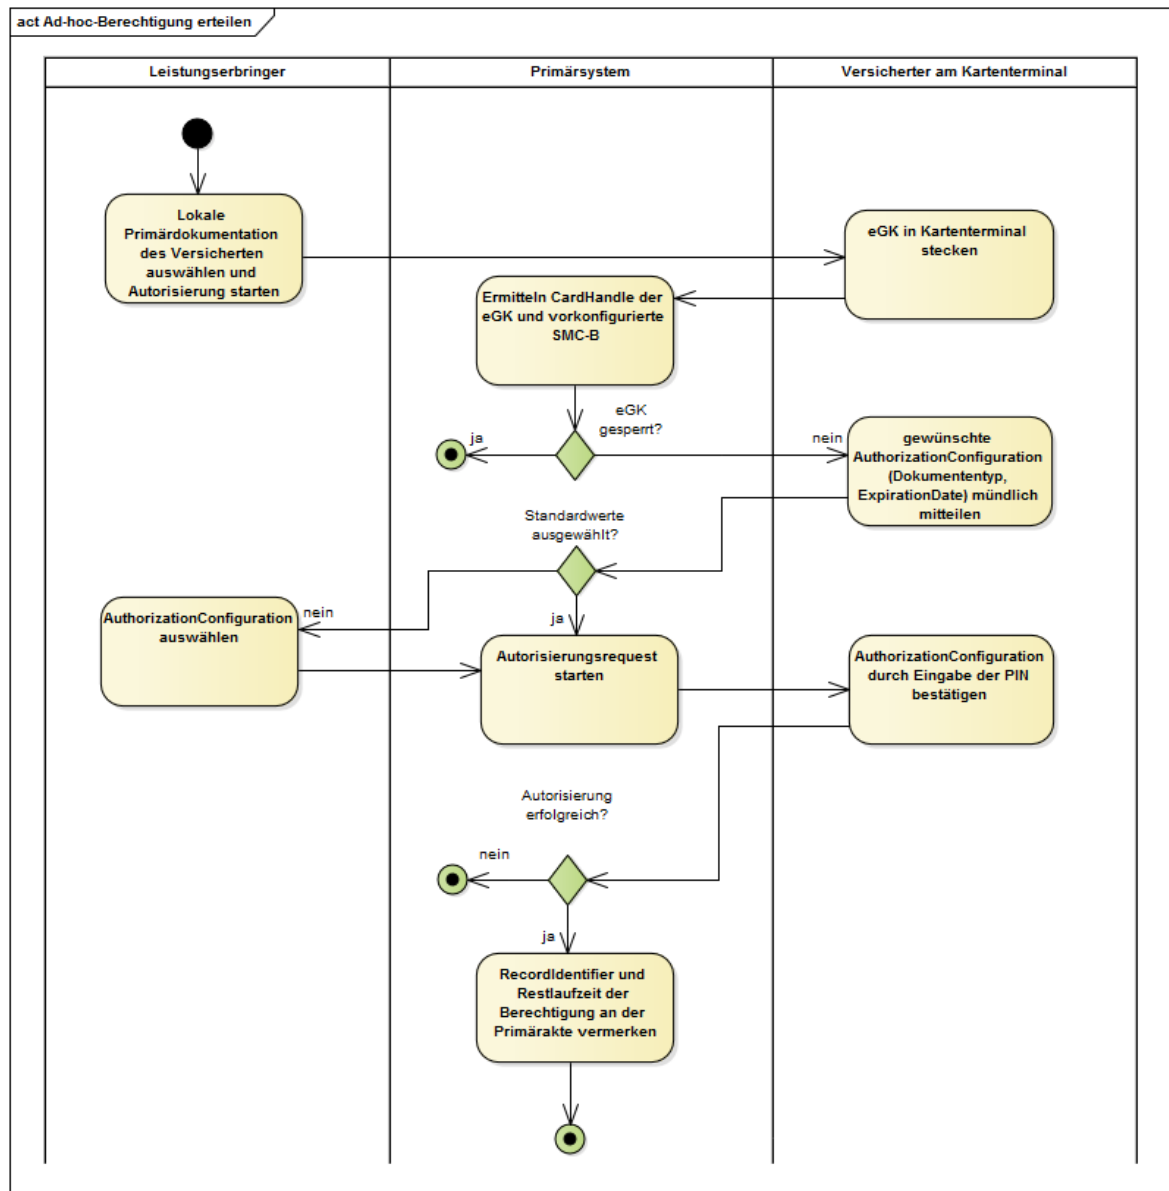 act Ad-hoc-Berechtigung erteilen
Leistungserbringer
Primärsystem
Versicherter am Kartenterminal
Lokale
Primärdokumentation
des Versicherten
auswählen und
Autorisierung starten
eGK in Kartenterminal
stecken
Ermitteln CardHandle der
eGK und vorkonfigurierte
SMC-B
eGK
gesperrt?
ja
nein
gewünschte
AuthorizationConfiguration
(Dokumententyp,
ExpirationDate) mündlich
mitteilen
Standardwerte
ausgewählt?
nein
ja
AuthorizationConfiguration
auswählen
Autorisierungsrequest
starten
AuthorizationConfiguration
durch Eingabe der PIN
bestätigen
Autorisierung
erfolgreich?
nein
ja
RecordIdentifier und
Restlaufzeit der
Berechtigung an der
Primärakte vermerken